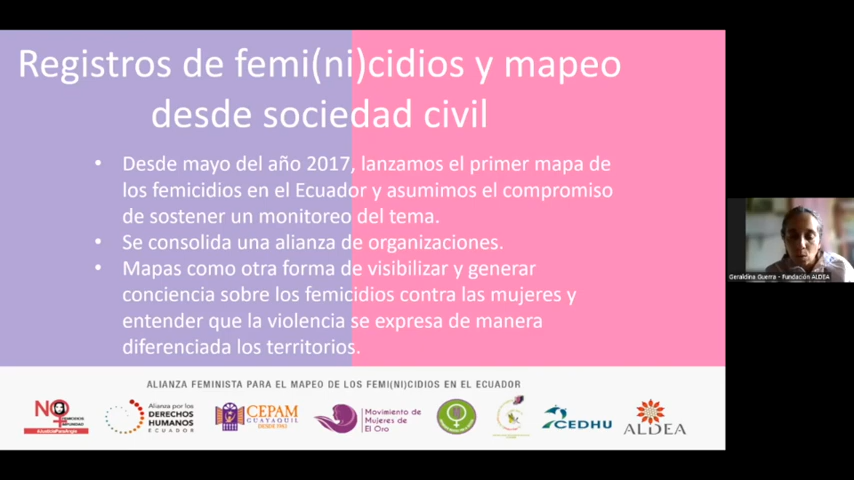 Registros de femi(ni)cidios y mapeo
desde sociedad civil
• Desde mayo del año 2017, lanzamos el primer mapa de
los femicidios en el Ecuador y asumimos el compromiso
de sostener un monitoreo del tema.
• Se consolida una alianza de organizaciones.
• Mapas como otra forma de visibilizar y generar
conciencia sobre los femicidios contra las mujeres y
entender que la violencia se expresa de manera
diferenciada los territorios.
Geraldina Guerra - Fundación ALDEA
ALIANZA FEMINISTA PARA EL MAPEO DE LOS FEMI(NI)CIDIOS EN EL ECUADOR
NO
Alianza por los
DERECHOS
HUMANOS
ECUADOR
CEPAM
GUAYAQUIL
DESDE 1983
Movimiento de
Mujeres de
El Oro
CEDHU
ALDEA